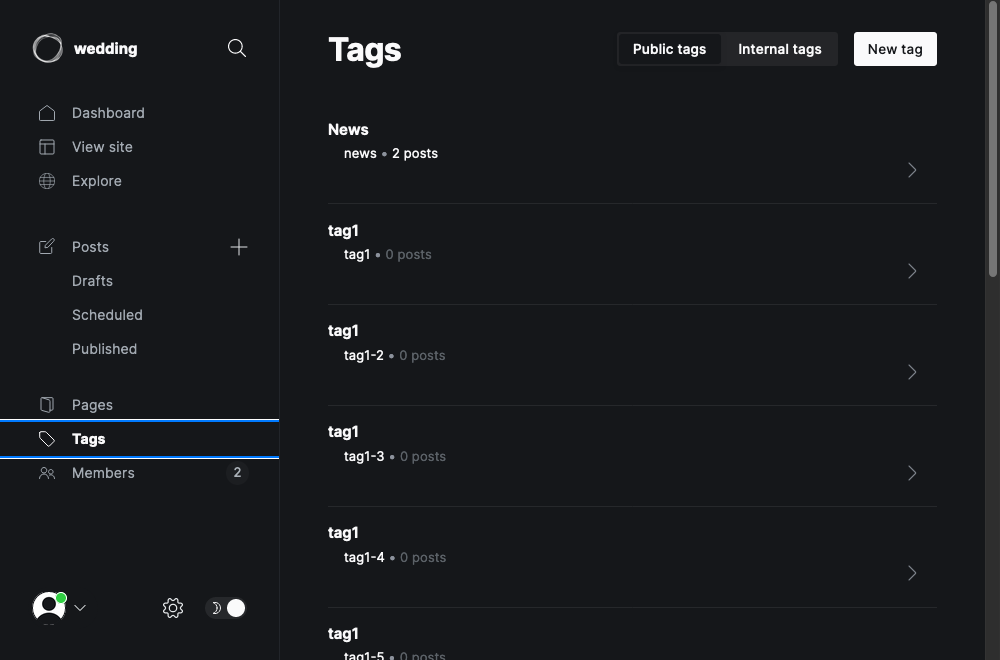 wedding
Dashboard
View site
Explore
Posts
Drafts
Scheduled
Published
Pages
Tags
Members 2
Tags
Public tags Internal tags New tag
News
news • 2 posts
tag1
tag1 • 0 posts
tag1
tag1-2 • 0 posts
tag1
tag1-3 • 0 posts
tag1
tag1-4 • 0 posts
tag1
tag1-5 • 0 posts